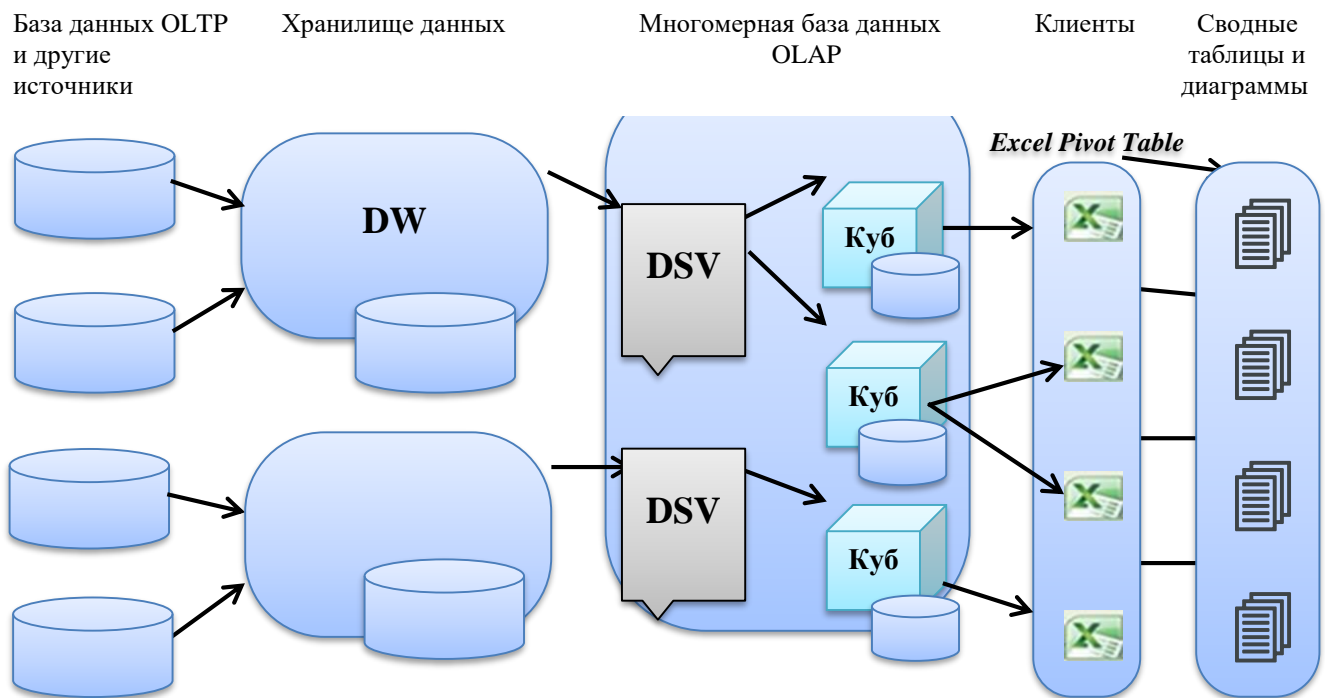 База данных OLTP
и другие
источники
Хранилище данных
Многомерная база данных
OLAP
Клиенты
Сводные
таблицы и
диаграммы
Excel Pivot Table
DW
DSV
Куб
Куб
DSV
Куб